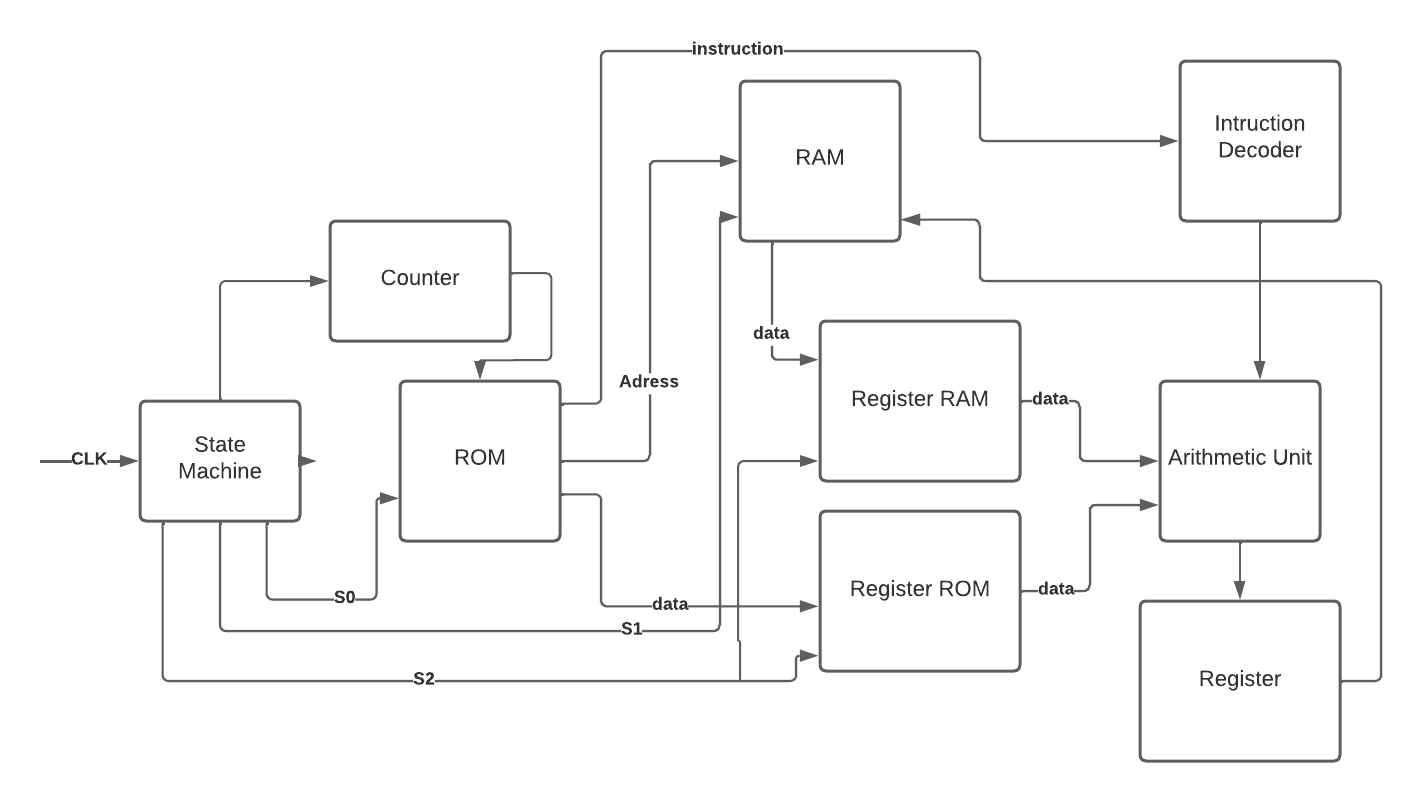 instruction
RAM
Intruction
Decoder
Counter
data
Adress
Register RAM
data
State
Machine
CLK
ROM
Arithmetic Unit
Register ROM
data
S0
data
S1
S2
Register